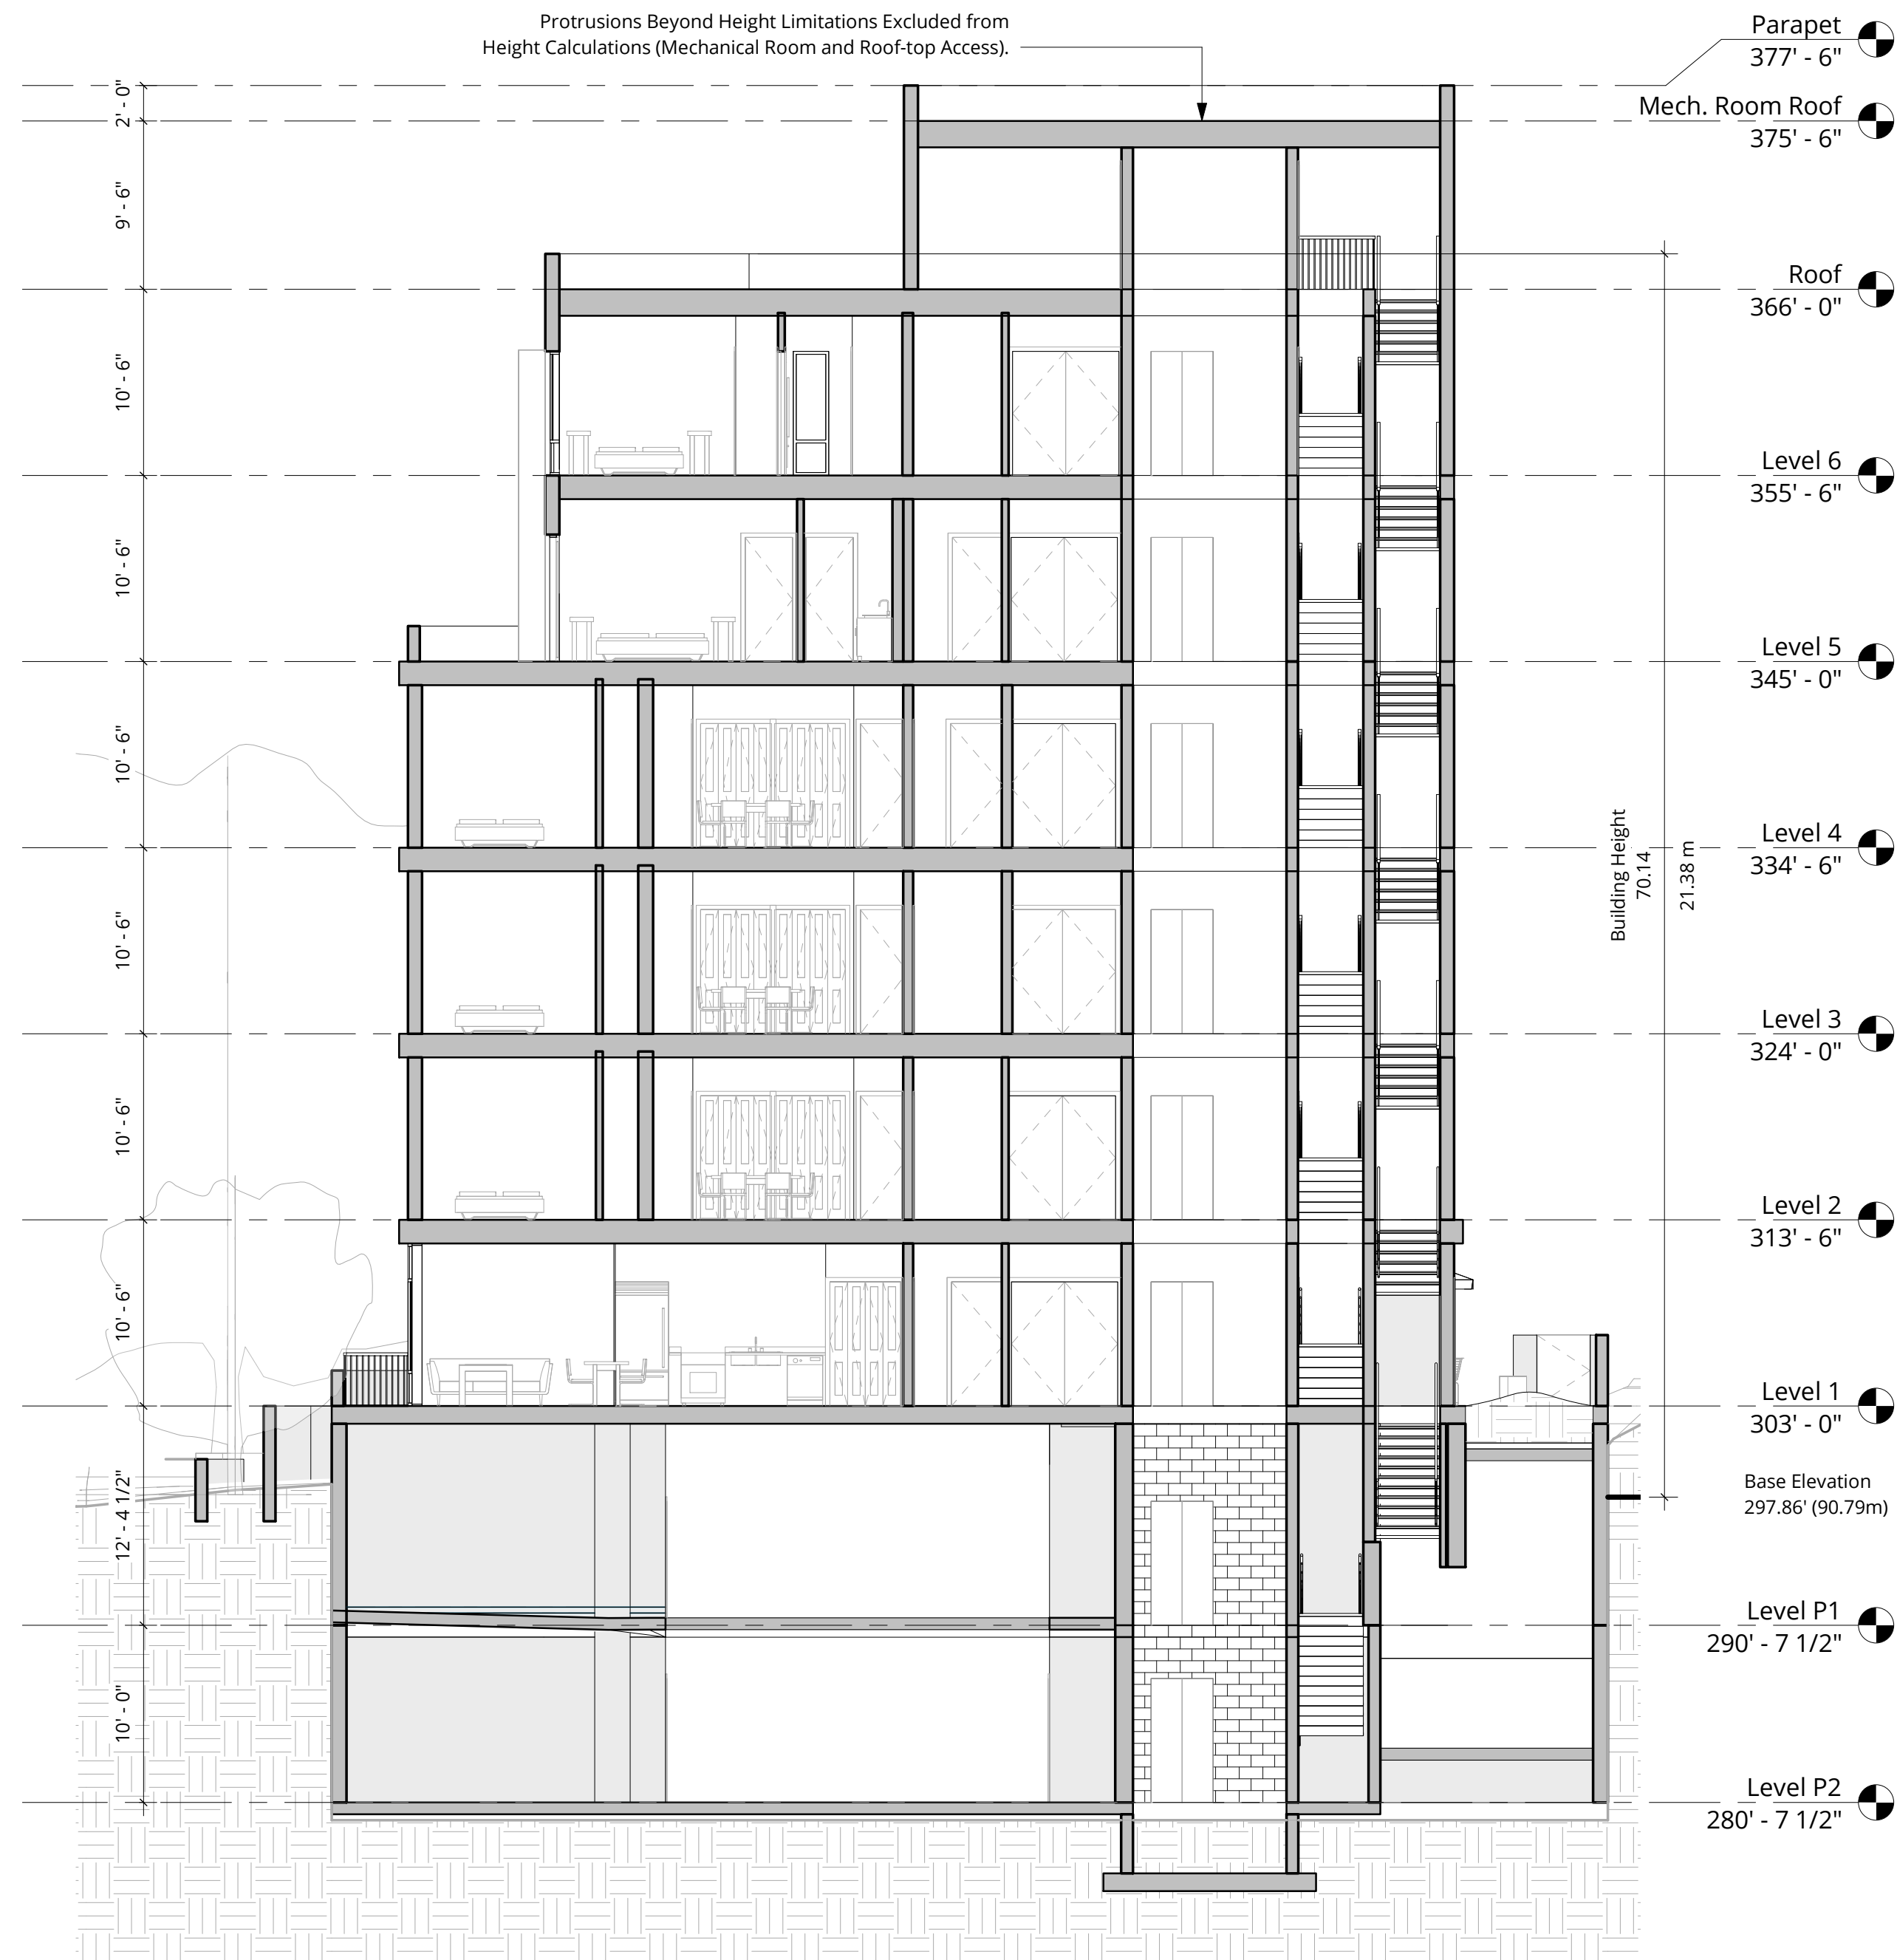 Protrusions Beyond Height Limitations Excluded from
Height Calculations (Mechanical Room and Roof-top Access).
Parapet
377' - 6"
Mech. Room Roof
375' - 6"
Roof
366' - 0"
Level 6
355' - 6"
Level 5
345' - 0"
Level 4
334' - 6"
Level 3
324' - 0"
Level 2
313' - 6"
Level 1
303' - 0"
Base Elevation
297.86' (90.79m)
Level P1
290' - 7 1/2"
Level P2
280' - 7 1/2"
2' - 0"
9' - 6"
10' - 6"
10' - 6"
10' - 6"
10' - 6"
10' - 6"
10' - 6"
12' - 4 1/2"
10' - 0"
Building Height
70.14
21.38 m